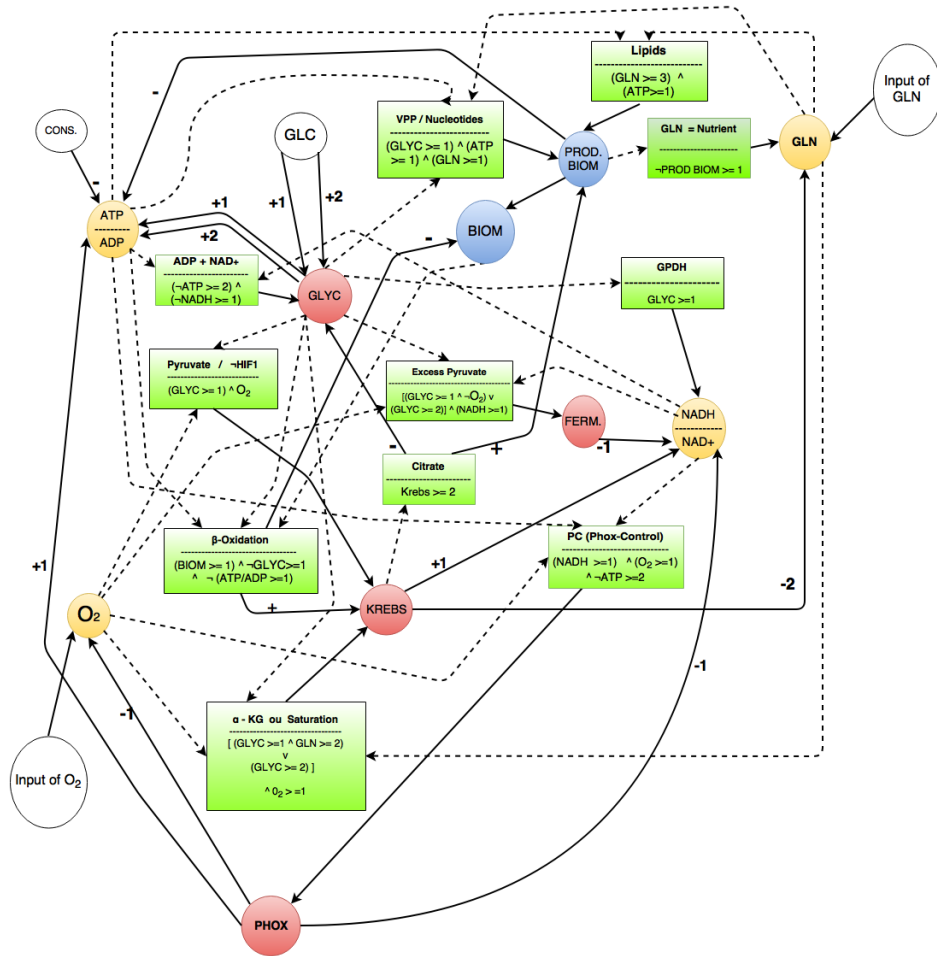 Lipids
(GLN >= 3) ^
(ATP>=1)
Input of
GLN
CONS.
GLC
VPP / Nucleotides
(GLYC >= 1) ^ (ATP
>= 1) ^ (GLN >=1)
PROD.
BIOM
GLN = Nutrient
¬PROD BIOM >= 1
GLN
-
-
+1
+2
ATP
ADP
+1
+2
BIOM
-
ADP + NAD+
(¬ATP >= 2) ^
(¬NADH >= 1)
GLYC
GPDH
GLYC >=1
Pyruvate / ¬HIF1
(GLYC >= 1) ^ O2
Excess Pyruvate
[(GLYC >= 1 ^ ¬O2) v
(GLYC >= 2)] ^ (NADH >=1)
FERM.
-1
NADH
NAD+
-
+
Citrate
Krebs >= 2
β-Oxidation
(BIOM >= 1) ^ ¬GLYC>=1
^ ¬ (ATP/ADP >=1)
PC (Phox-Control)
(NADH >=1) ^ (O2 >=1)
^ ¬ATP >=2
+1
+1
-2
O2
+
KREBS
-1
-1
α - KG ou Saturation
[ (GLYC >=1 ^ GLN >= 2)
v
(GLYC >= 2) ]
^ 02 > =1
Input of O2
PHOX